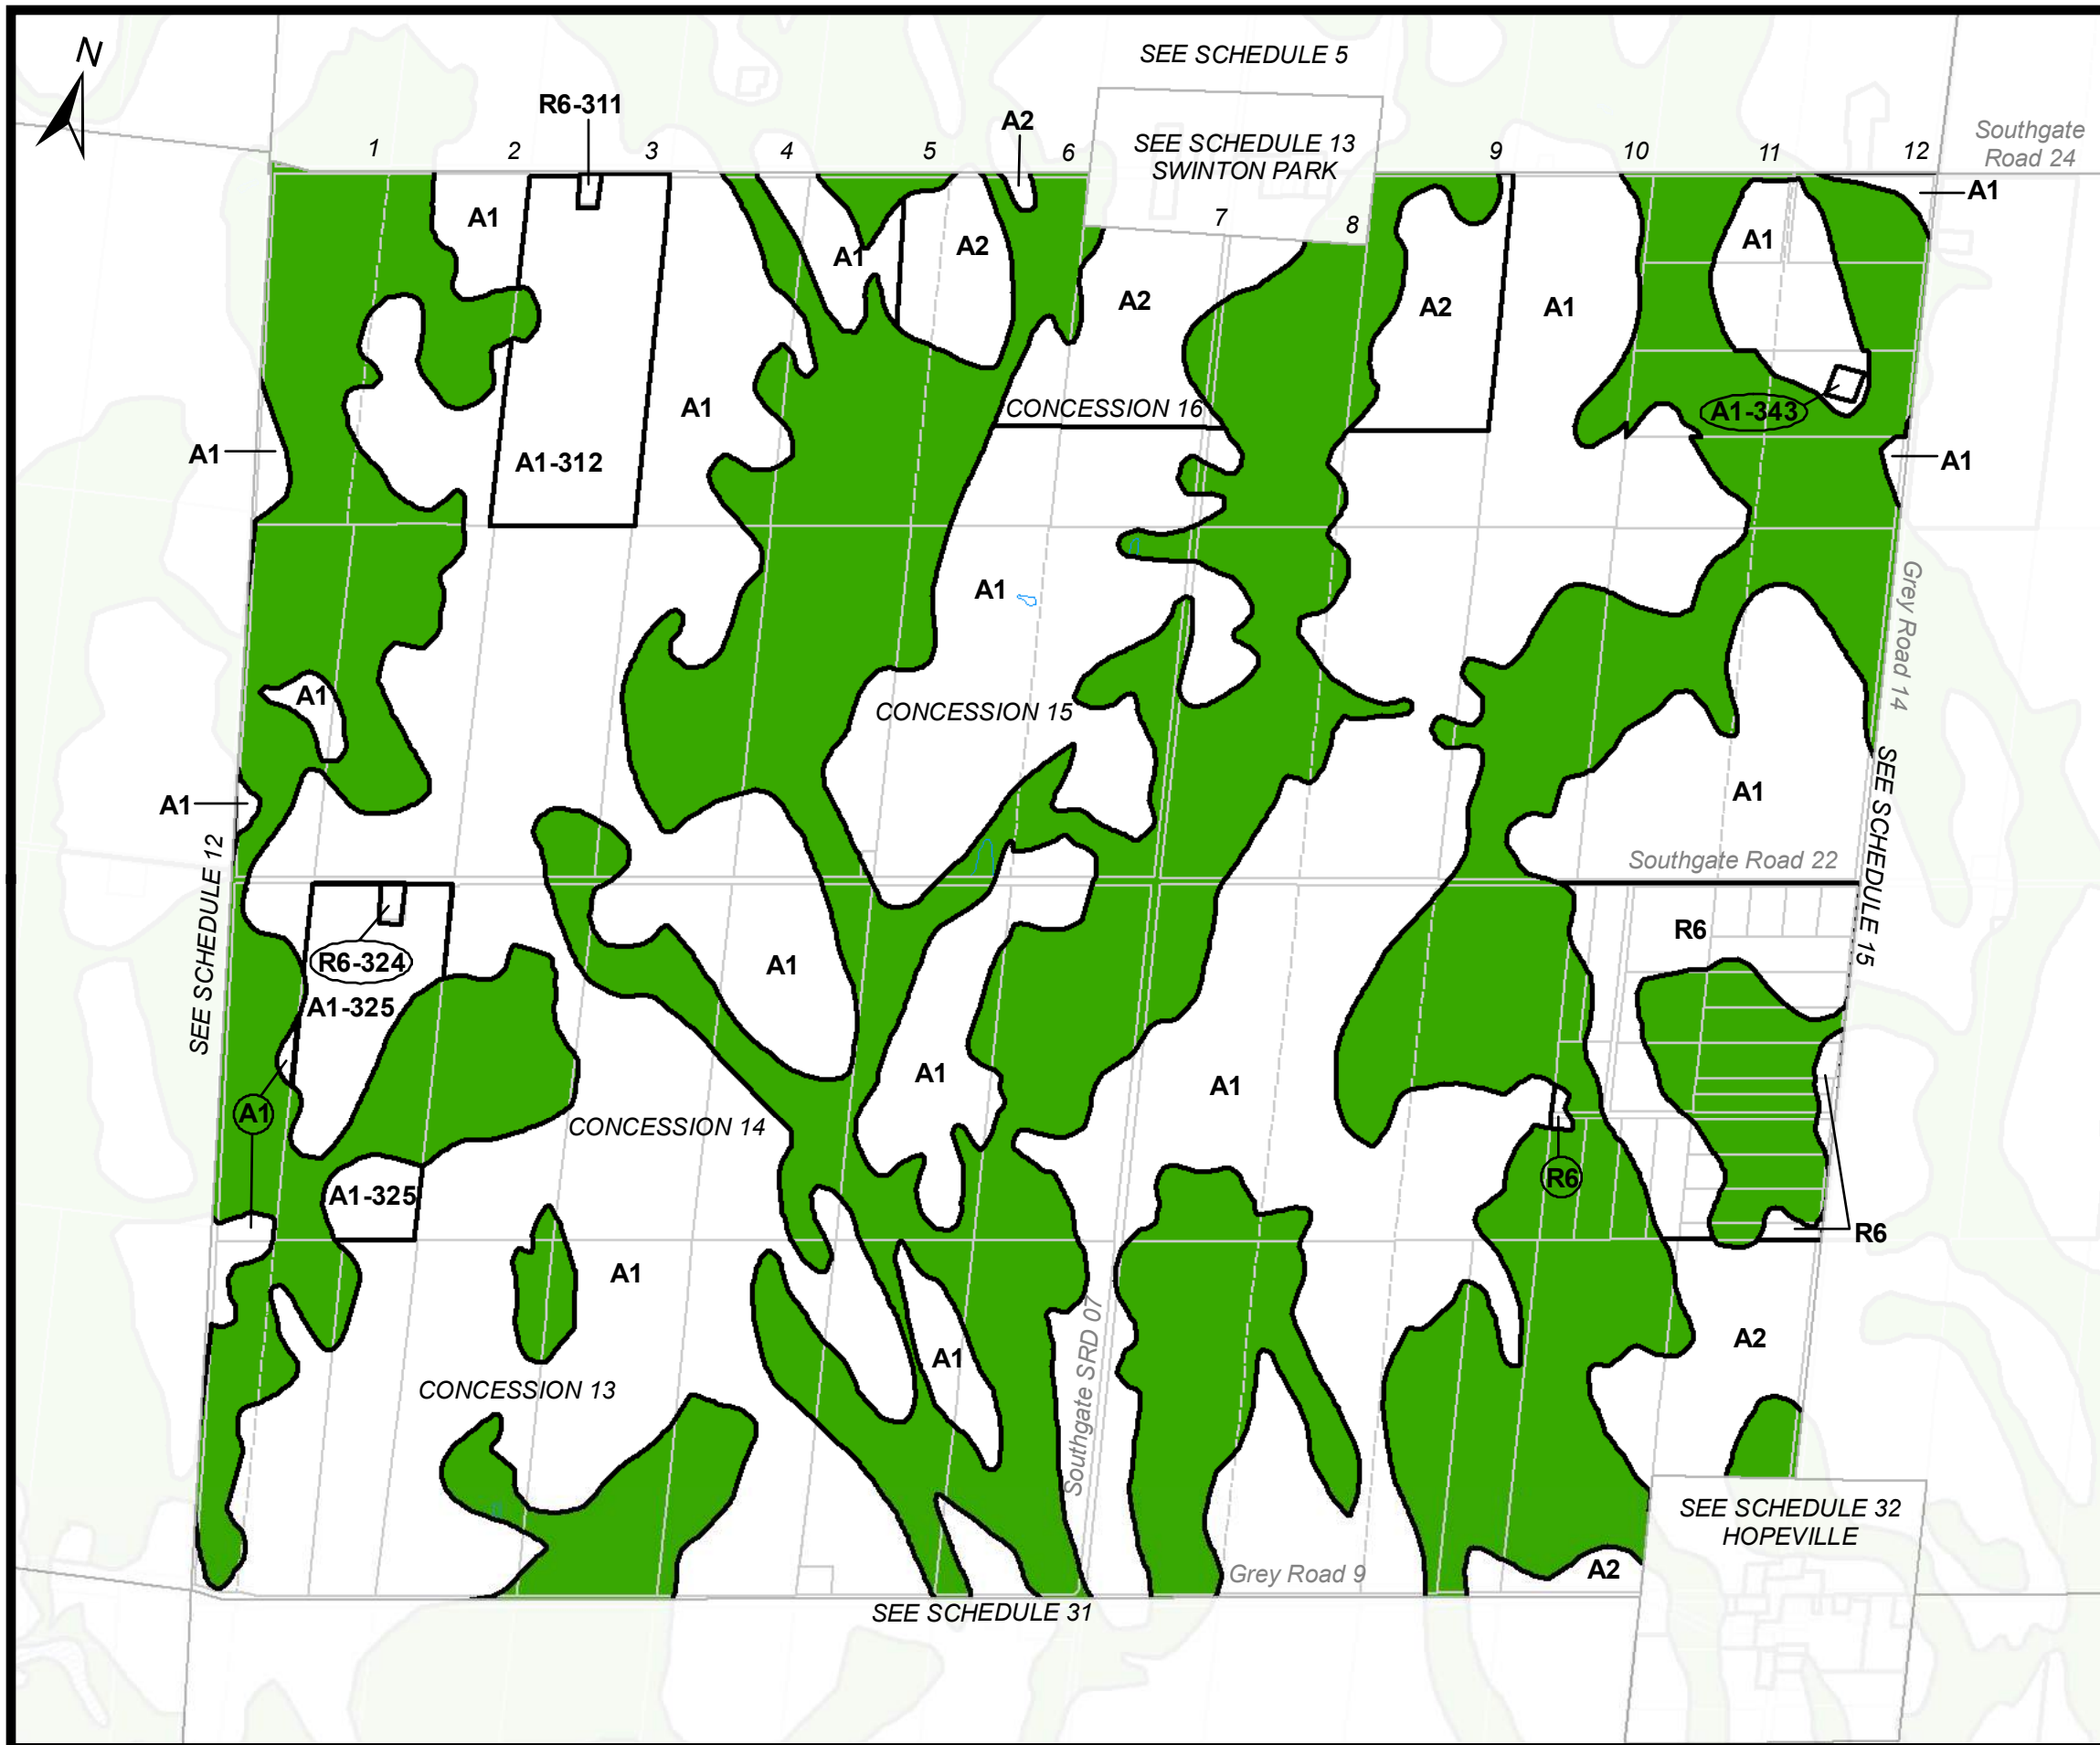 N
SEE SCHEDULE 5
R6-311
A2
SEE SCHEDULE 13
SWINTON PARK
Southgate
Road 24
1
2
3
4
5
6
7
8
9
10
11
12
A1
A1
A1
A2
A2
A2
A1
A1
A1
A1-312
A1
CONCESSION 16
A1-343
A1
A1
A1
Grey Road 14
A1
CONCESSION 15
A1
A1
SEE SCHEDULE 12
SEE SCHEDULE 15
Southgate Road 22
R6
R6-324
A1-325
A1
A1
A1
A1
CONCESSION 14
A1-325
R6
R6
A1
A2
Southgate SRD 07
A1
CONCESSION 13
SEE SCHEDULE 32
HOPEVILLE
A2
Grey Road 9
SEE SCHEDULE 31